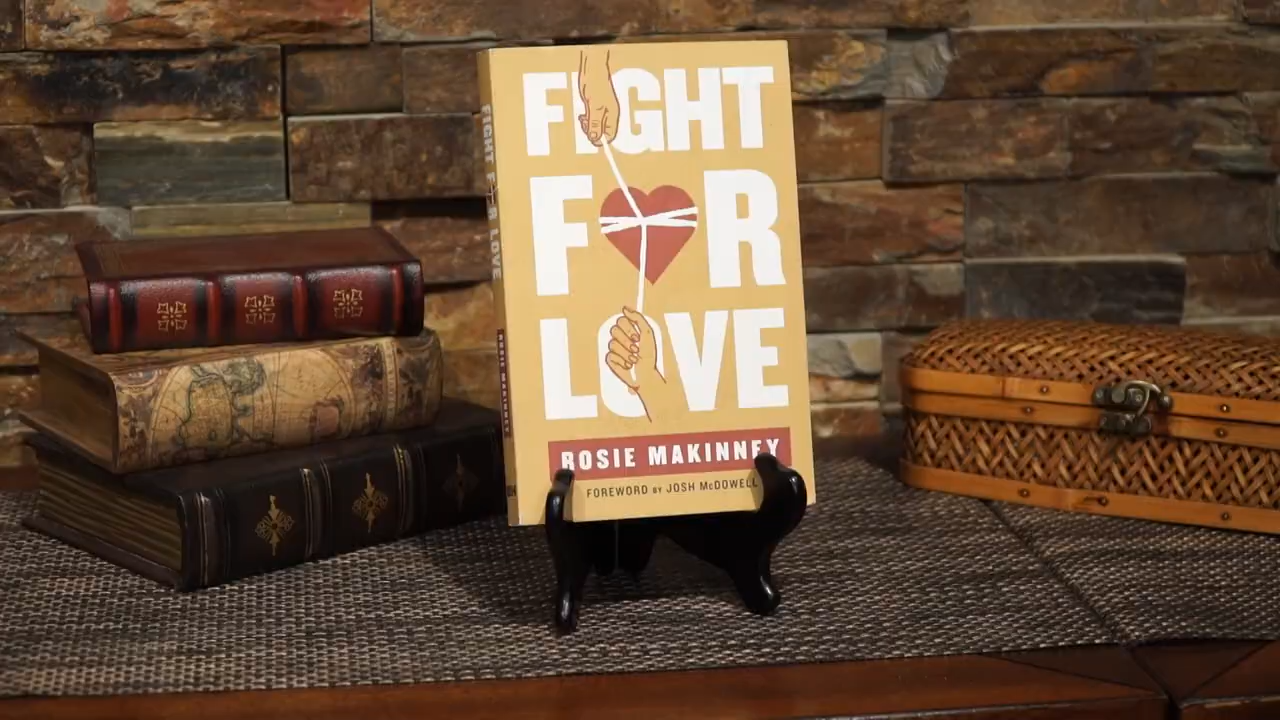 FIGHT
FOR
LOVE
ROSIE MAKINNEY
FOREWORD BY JOSH McDOWELL
FIGHT FOR LOVE
ROSIE MAKINNEY